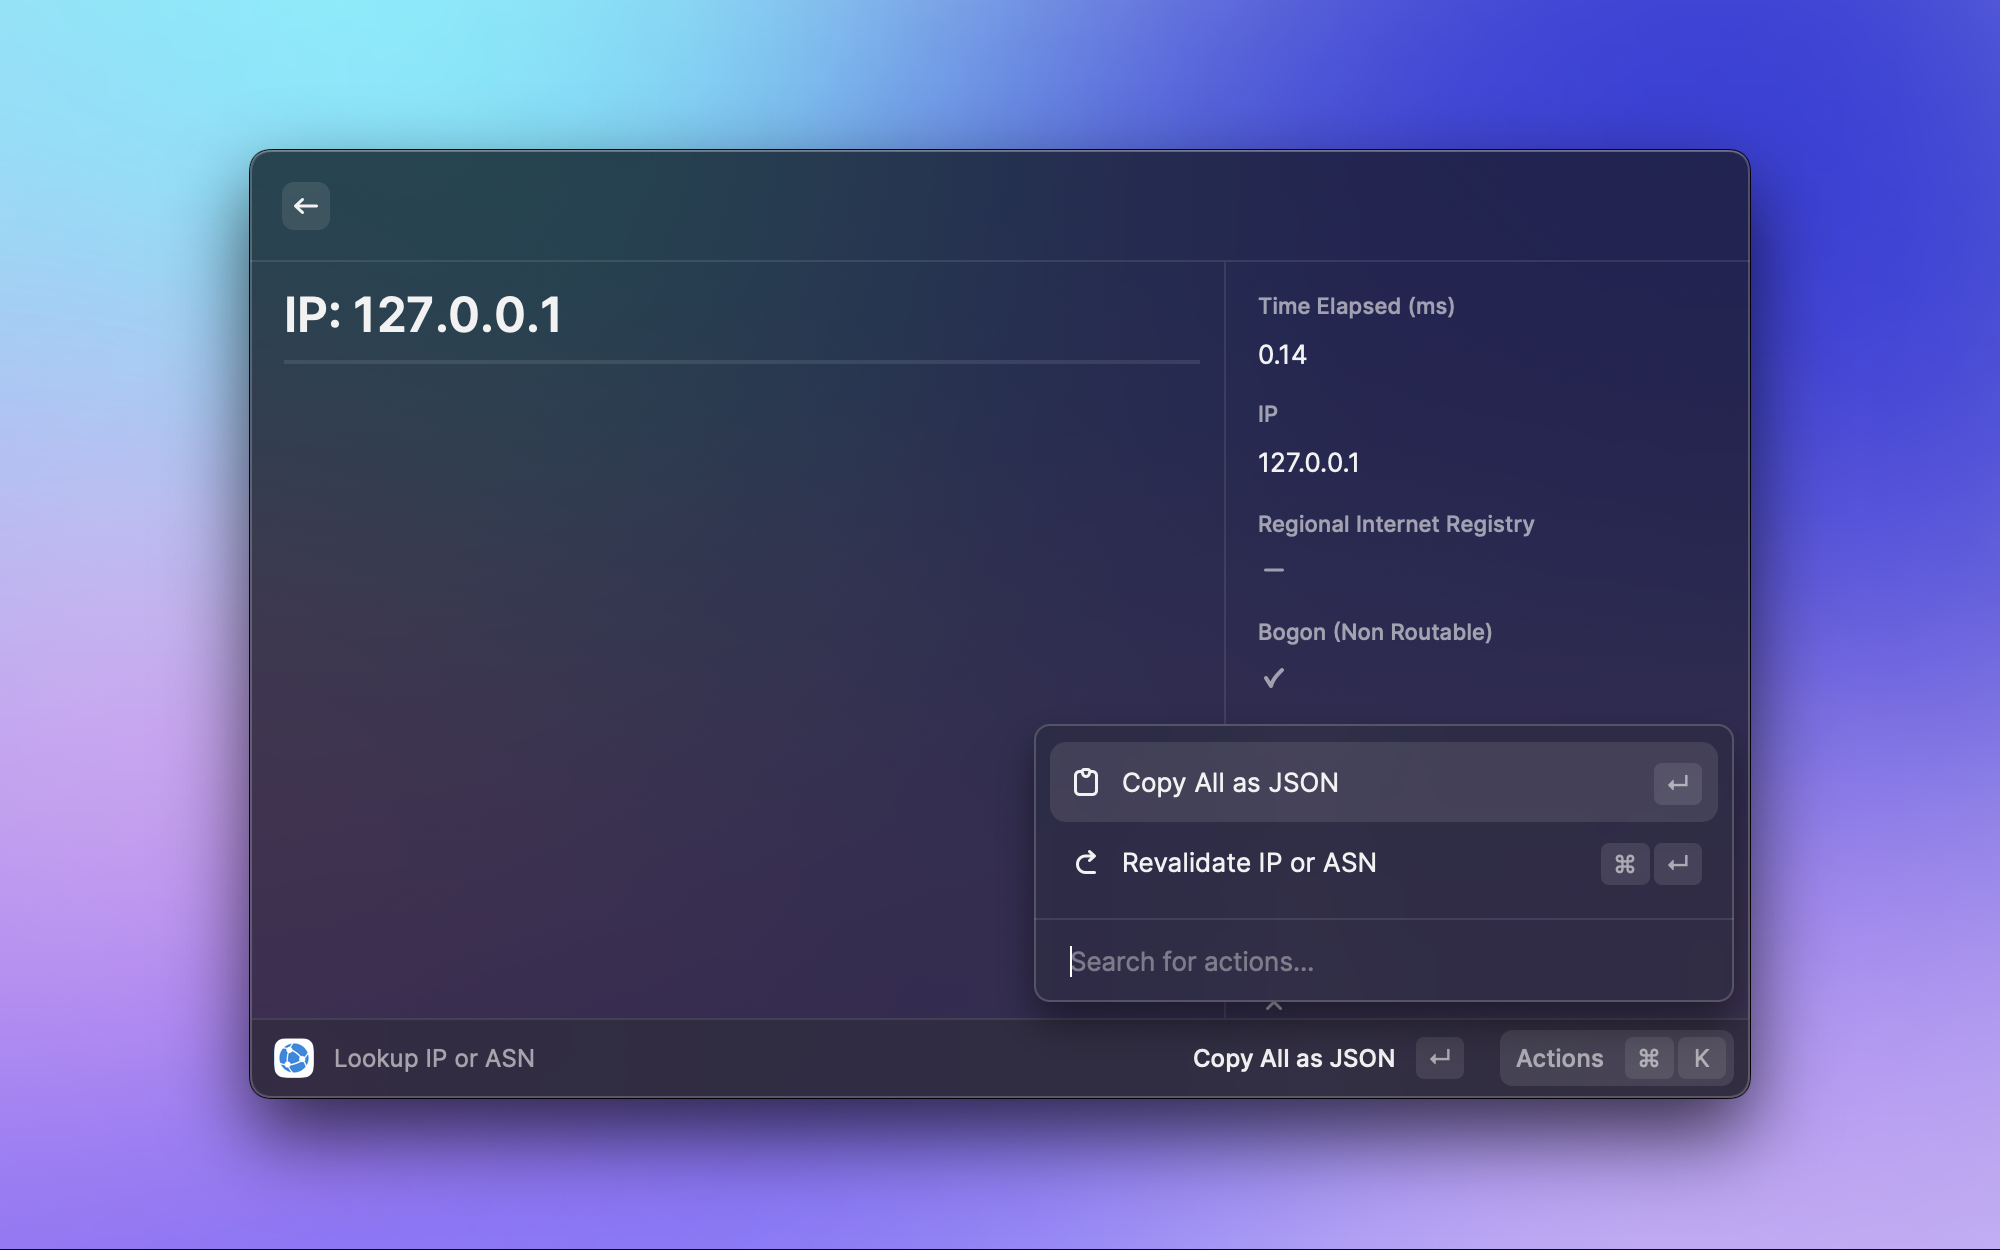 IP: 127.0.0.1
Time Elapsed (ms)
0.14
IP
127.0.0.1
Regional Internet Registry
—
Bogon (Non Routable)
✓
Copy All as JSON ↵
Revalidate IP or ASN ⌘ ↵
Search for actions...
Lookup IP or ASN
Copy All as JSON ↵
Actions ⌘ K